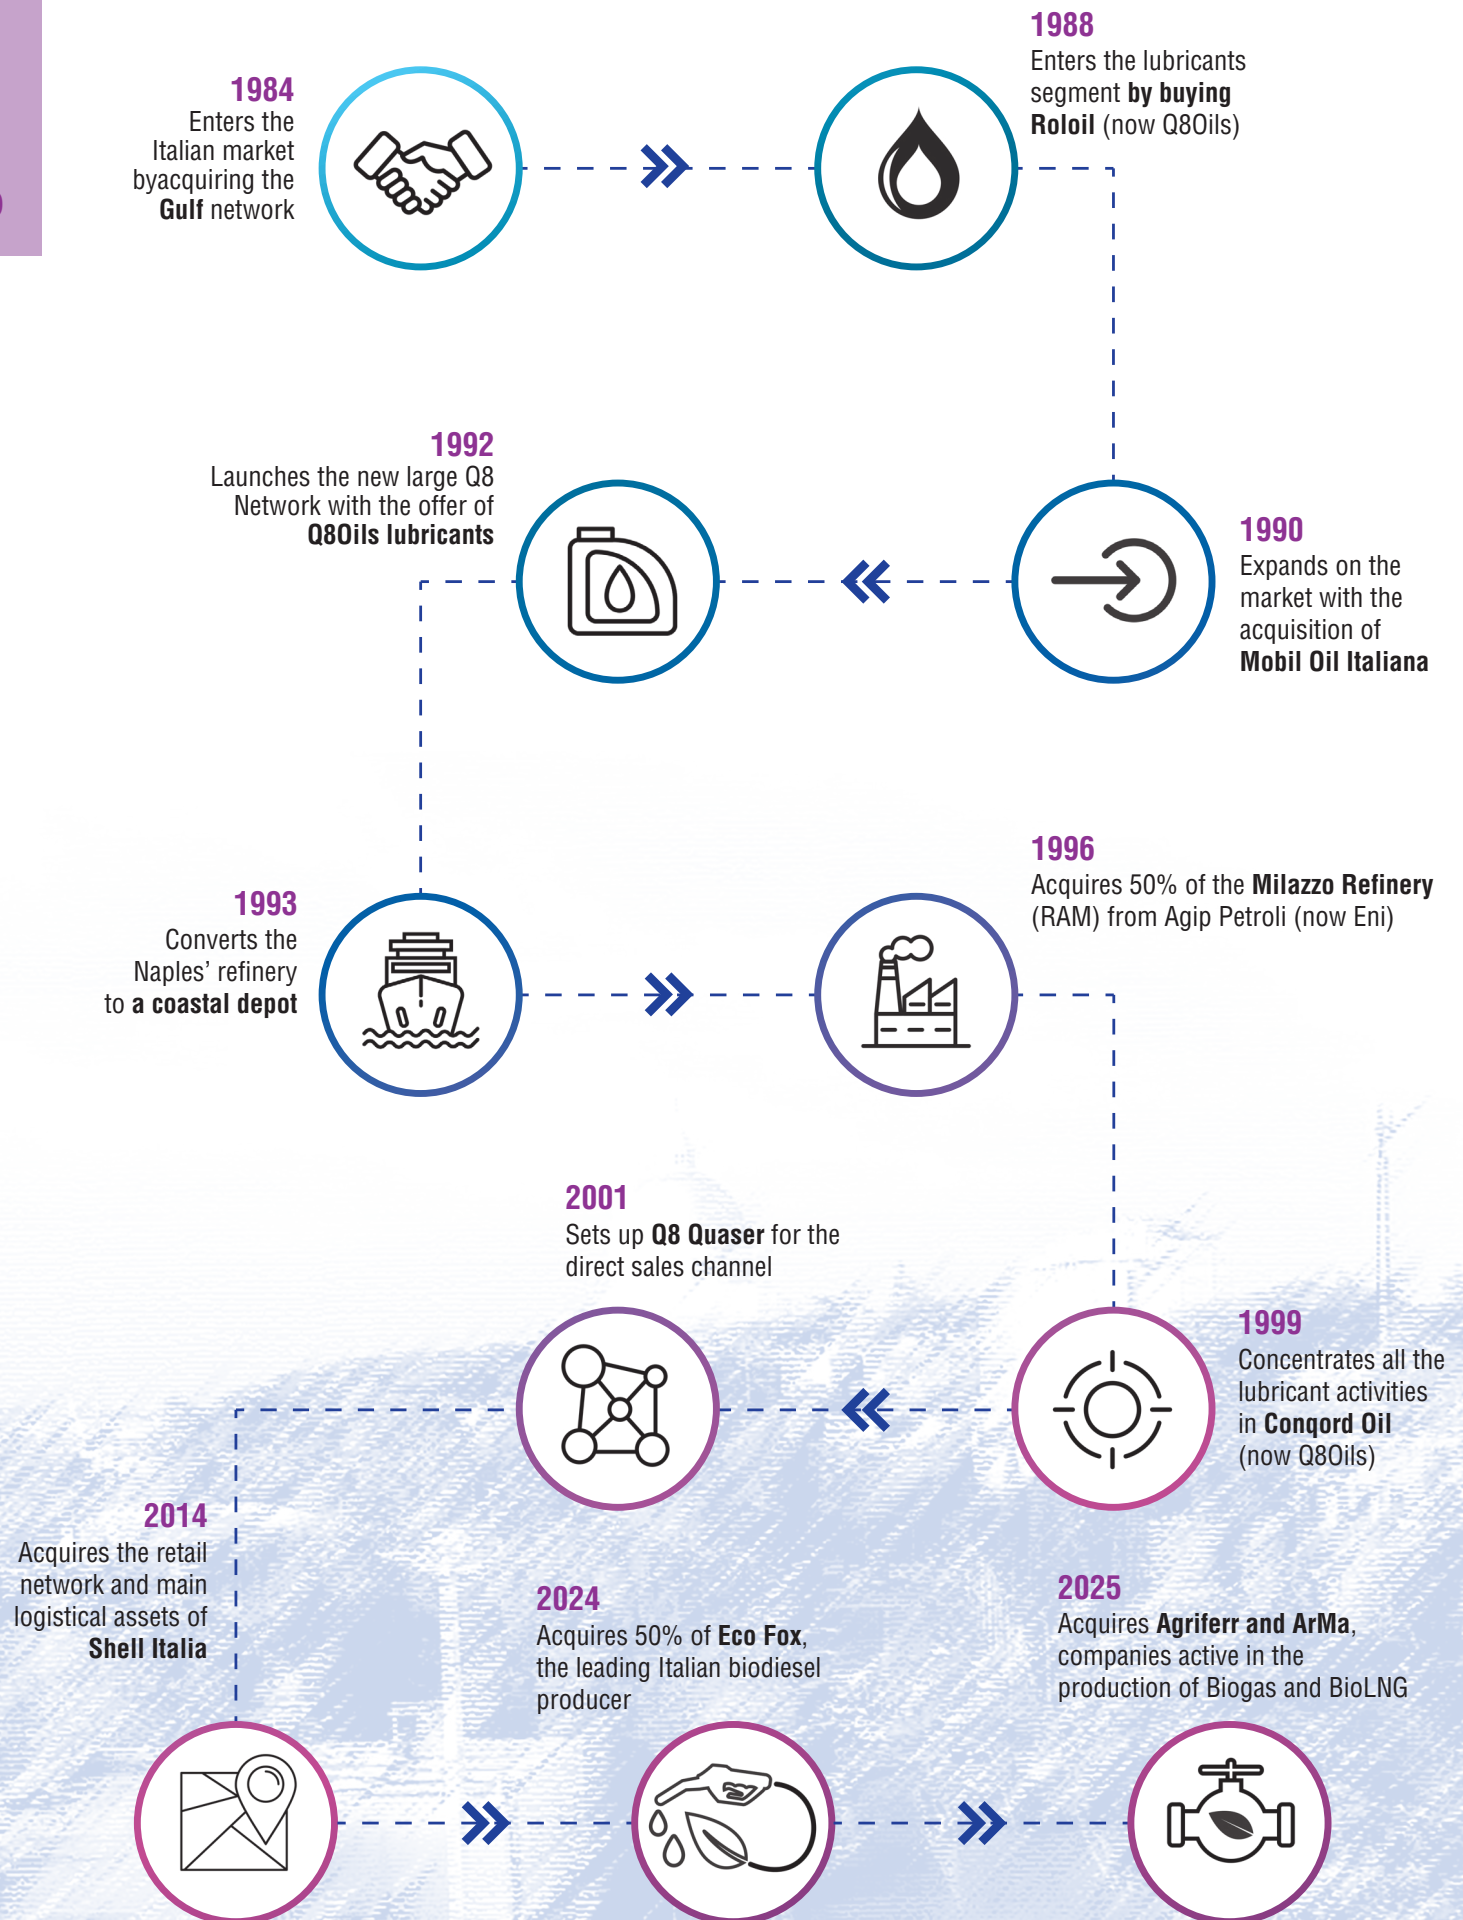 1984
Enters the
Italian market
byacquiring the
Gulf network
1988
Enters the lubricants
segment by buying
Roloil (now Q8Oils)
1990
Expands on the
market with the
acquisition of
Mobil Oil Italiana
1992
Launches the new large Q8
Network with the offer of
Q8Oils lubricants
1993
Converts the
Naples’ refinery
to a coastal depot
1996
Acquires 50% of the Milazzo Refinery
(RAM) from Agip Petroli (now Eni)
1999
Concentrates all the
lubricant activities
in Conqord Oil
(now Q8Oils)
2001
Sets up Q8 Quaser for the
direct sales channel
2014
Acquires the retail
network and main
logistical assets of
Shell Italia
2024
Acquires 50% of Eco Fox,
the leading Italian biodiesel
producer
2025
Acquires Agriferr and ArMa,
companies active in the
production of Biogas and BioLNG